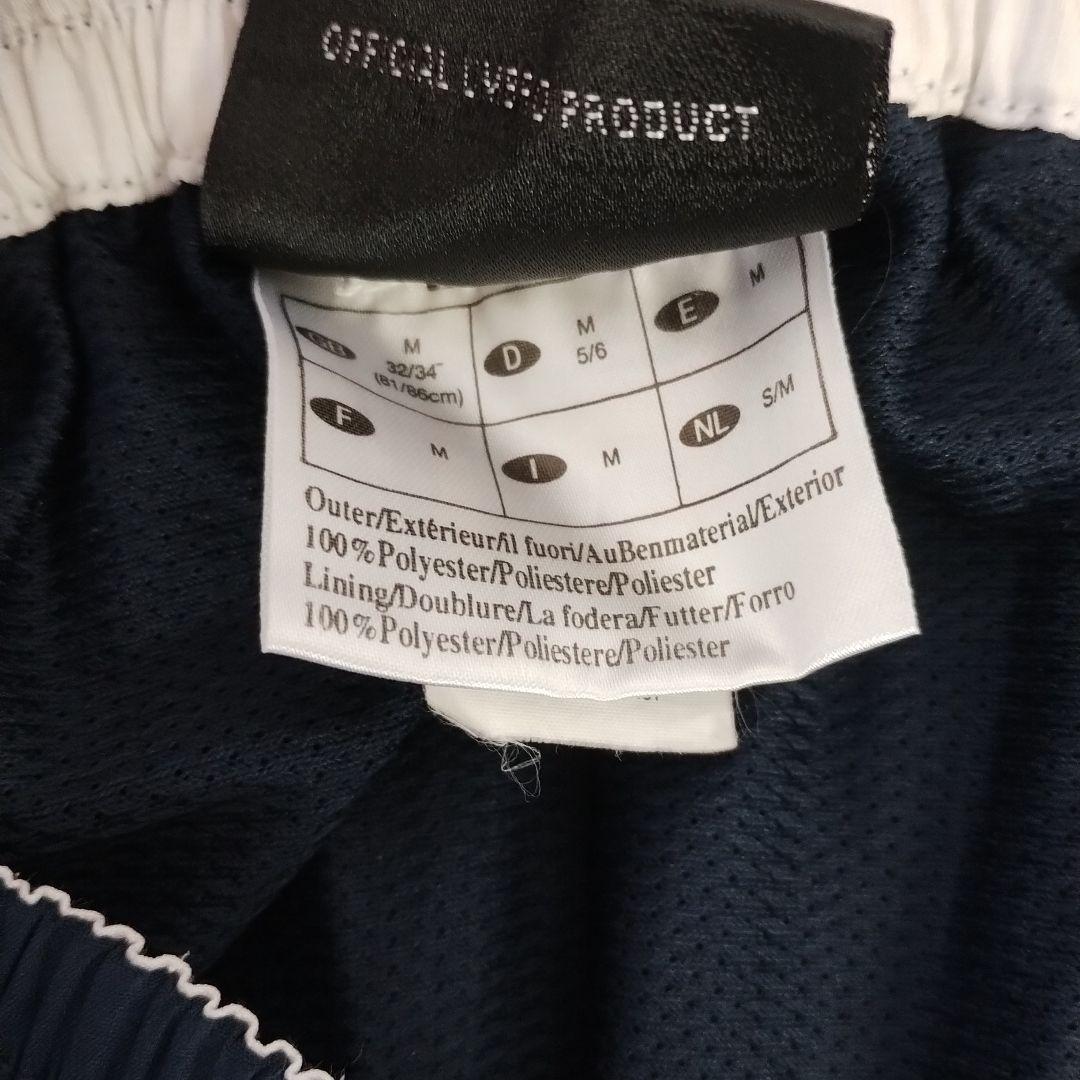 OFFICIAL PRODUCT
GB M 32/34" (81/86cm)
D M 5/6
E M
F M
I M
NL S/M
Outer/Extérieur/il fuori/AuBenmaterial/Exterior
100%Polyester/Poliestere/Poliester
Lining/Doublure/La fodera/Futter/Forro
100%Polyester/Poliestere/Poliester